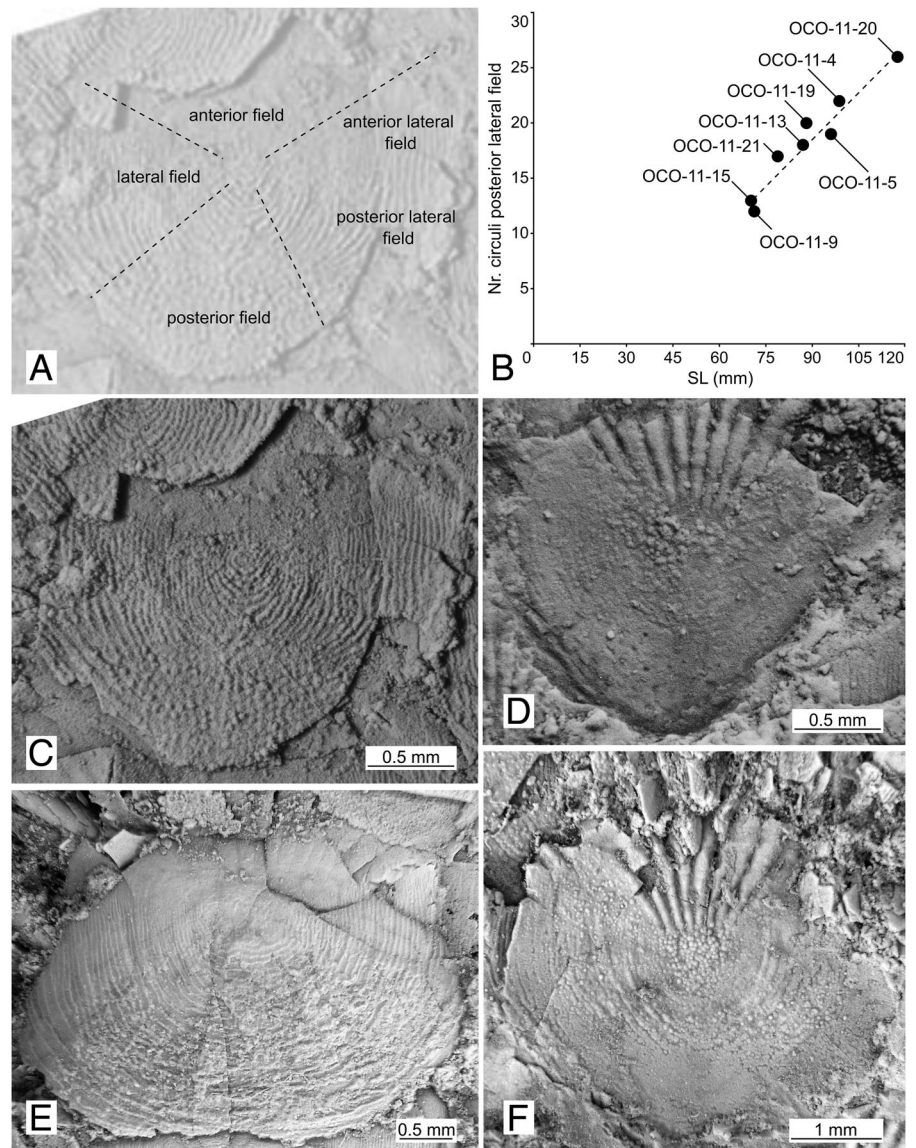 anterior field
anterior lateral
field
lateral field
posterior lateral
field
posterior field
A
Nr. circuli posterior lateral field
30
25
20
15
10
5
OCO-11-20
OCO-11-4
OCO-11-19
OCO-11-13
OCO-11-21
OCO-11-15
OCO-11-5
OCO-11-9
0 15 30 45 60 75 90 105 120
SL (mm)
B
C
0.5 mm
D
0.5 mm
E
0.5 mm
F
1 mm